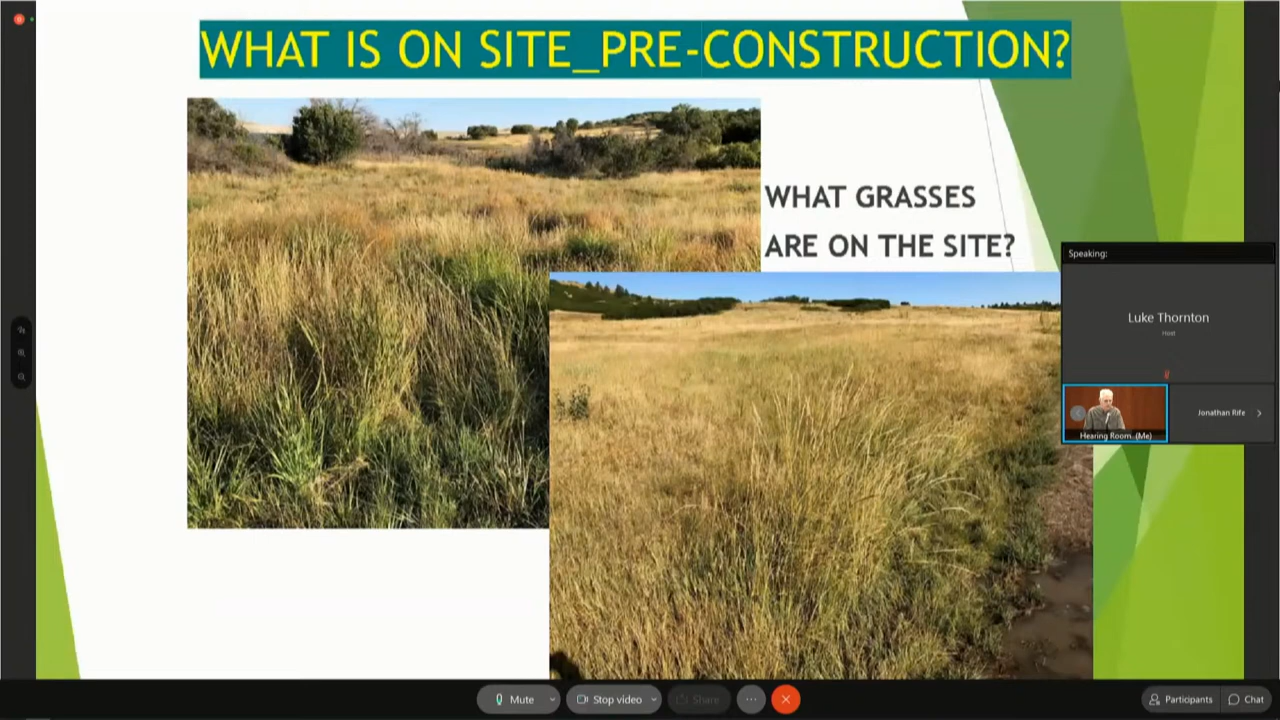 WHAT IS ON SITE_PRE-CONSTRUCTION?
WHAT GRASSES
ARE ON THE SITE?
Speaking:
Luke Thornton
Host
Hearing Room (Me)
Jonathan Rife
Mute
Stop video
Share
Participants
Chat